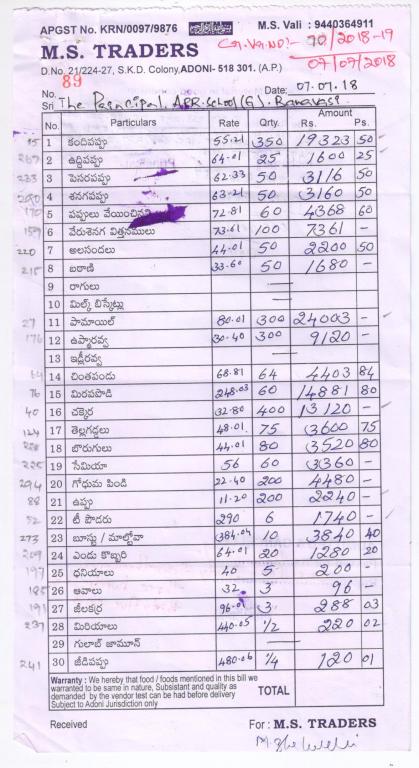 APGST No. KRN/0097/9876 M.S. Vali : 9440364911
M.S. TRADERS
D.No. 21/224-27, S.K.D. Colony, ADONI- 518 301. (A.P.)
70/2018-19
07/07/2018
No. 89 Date: 07.07.18
Sri The Principal, APR. School (G), Banavasi
No. Particulars Rate Qrty. Amount Rs. Ps.
1 కందిపప్పు 55.21 350 19323 50
2 ఉద్దిపప్పు 64.01 25 1600 25
3 పెసరపప్పు 62.33 50 3116 50
4 శనగపప్పు 63.21 50 3160 50
5 పప్పులు వేయించినవి 72.81 60 4368 60
6 వేరుశనగ విత్తనములు 73.61 100 7361 -
7 అలసందలు 44.01 50 2200 50
8 బఠాణి 33.60 50 1680 -
9 రాగులు —
10 మిల్క్ బిస్కేట్లు —
11 పామాయిల్ 80.01 300 24003 -
12 ఉప్మారవ్వ 30.40 300 9120 -
13 ఇడ్లీరవ్వ —
14 చింతపండు 68.81 64 4403 84
15 మిరపపొడి 248.03 60 14881 80
16 చక్కెర 32.80 400 13120 -
17 తెల్లగడ్డలు 48.01 75 3600 75
18 బొరుగులు 44.01 80 3520 80
19 సేమియా 56 60 3360 -
20 గోధుమ పిండి 22.40 200 4480 -
21 ఉప్పు 11.20 200 2240 -
22 టీ పౌడరు 290 6 1740 -
23 బూస్టు / మాల్టోవా 384.04 10 3840 40
24 ఎండు కొబ్బరి 64.01 20 1280 20
25 ధనియాలు 40 5 200 -
26 ఆవాలు 32. 3 96 -
27 జీలకర్ర 96.01 3 288 03
28 మిరియాలు 440.05 1/2 220 02
29 గులాబ్ జామూన్ —
30 జీడిపప్పు 480.06 1/4 120 01
Warranty : We hereby that food / foods mentioned in this bill we
warranted to be same in nature, Subsistant and quality as
demanded by the vendor test can be had before delivery
Subject to Adoni Jurisdiction only
TOTAL
Received For : M.S. TRADERS